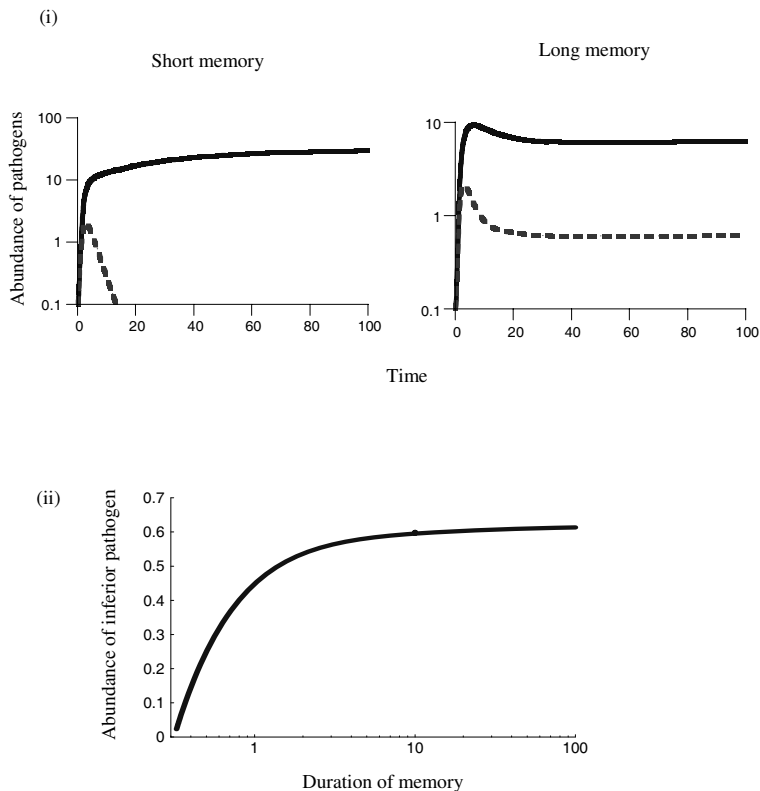 (i)
Short memory
Long memory
Abundance of pathogens
100
10
1
0.1
0 20 40 60 80 100
10
1
0.1
0 20 40 60 80 100
Time
(ii)
Abundance of inferior pathogen
0.7
0.6
0.5
0.4
0.3
0.2
0.1
0
1 10 100
Duration of memory